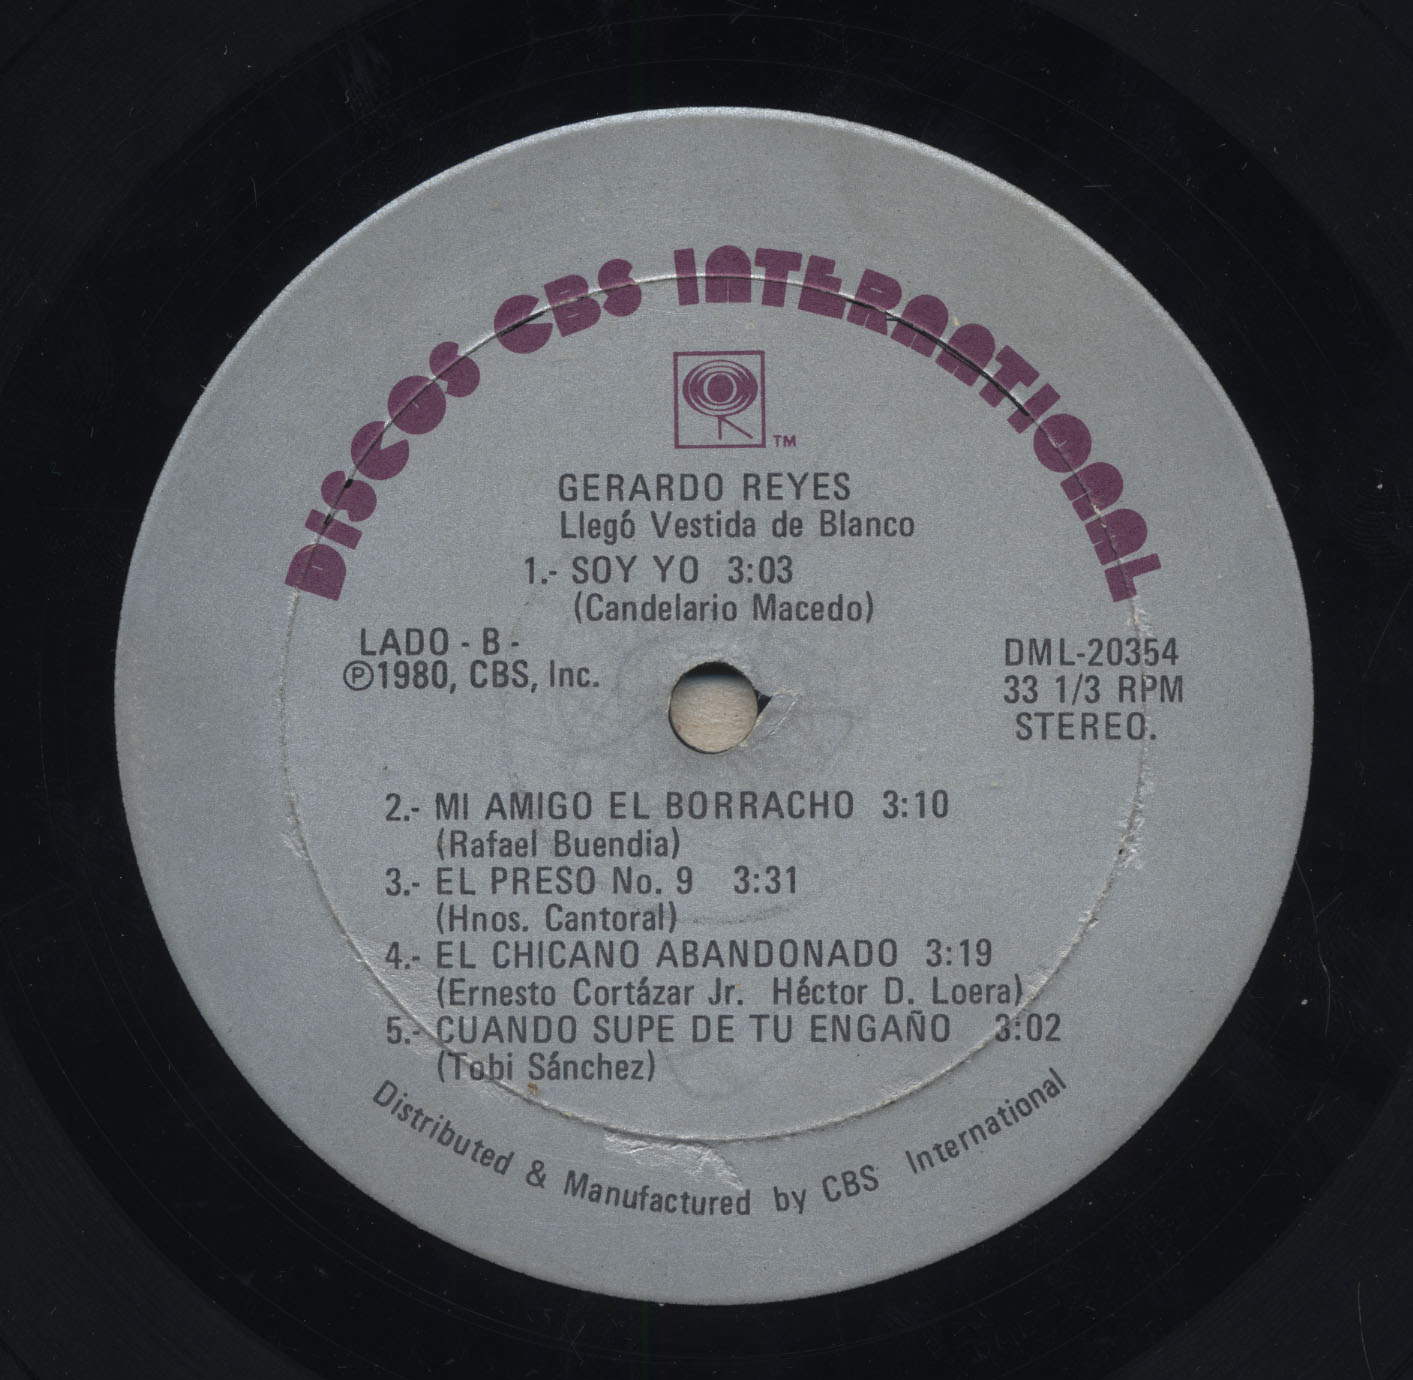 DISCOS CBS INTERNATIONAL
TM
GERARDO REYES
Llegó Vestida de Blanco
1.- SOY YO 3:03
(Candelario Macedo)
LADO - B -
Ⓟ1980, CBS, Inc.
DML-20354
33 1/3 RPM
STEREO.
2.- MI AMIGO EL BORRACHO 3:10
(Rafael Buendia)
3.- EL PRESO No. 9 3:31
(Hnos. Cantoral)
4.- EL CHICANO ABANDONADO 3:19
(Ernesto Cortázar Jr. Héctor D. Loera)
5.- CUANDO SUPE DE TU ENGAÑO 3:02
(Tobi Sánchez)
Distributed & Manufactured by CBS International